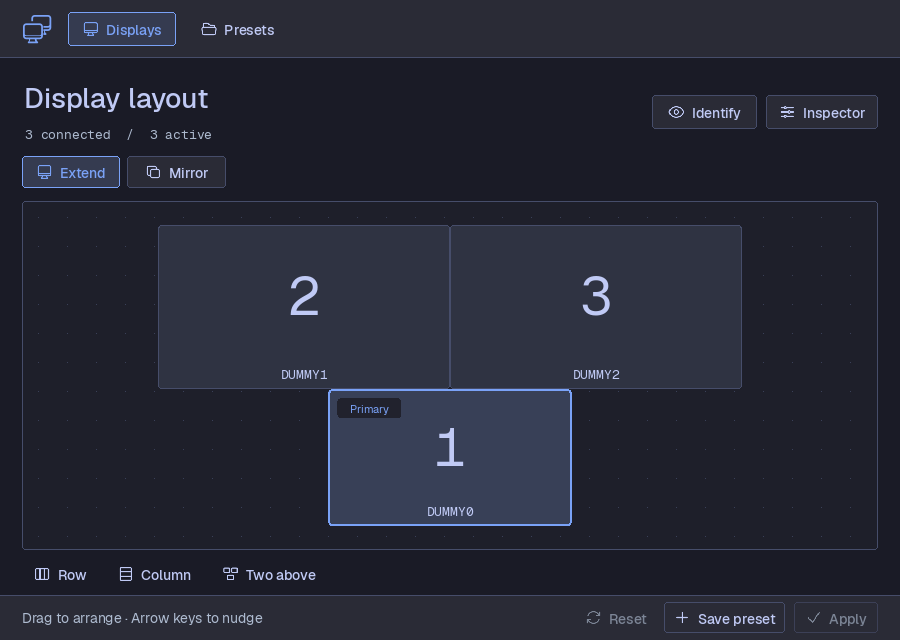 Displays
Presets
Display layout
3 connected / 3 active
Identify
Inspector
Extend
Mirror
2
3
DUMMY1
DUMMY2
Primary
1
DUMMY0
Row
Column
Two above
Drag to arrange · Arrow keys to nudge
Reset
Save preset
Apply